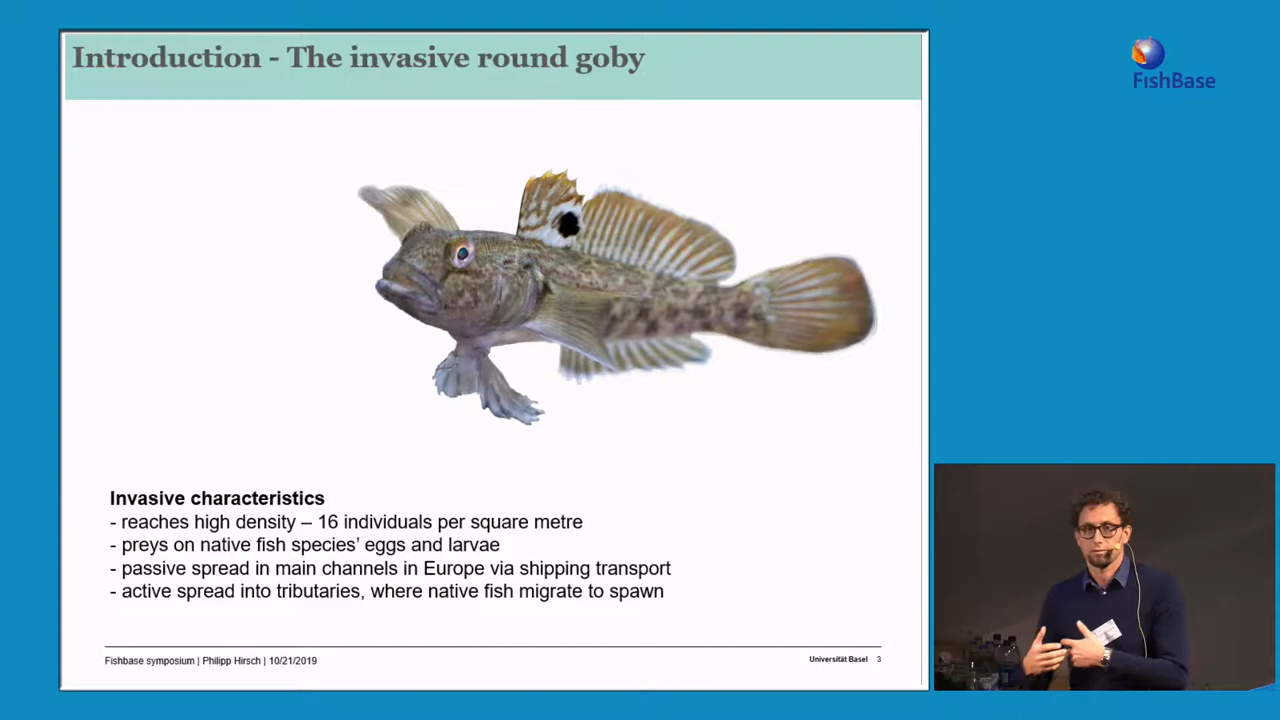 Introduction - The invasive round goby
FishBase
Invasive characteristics
- reaches high density – 16 individuals per square metre
- preys on native fish species’ eggs and larvae
- passive spread in main channels in Europe via shipping transport
- active spread into tributaries, where native fish migrate to spawn
Fishbase symposium | Philipp Hirsch | 10/21/2019
Universität Basel 3